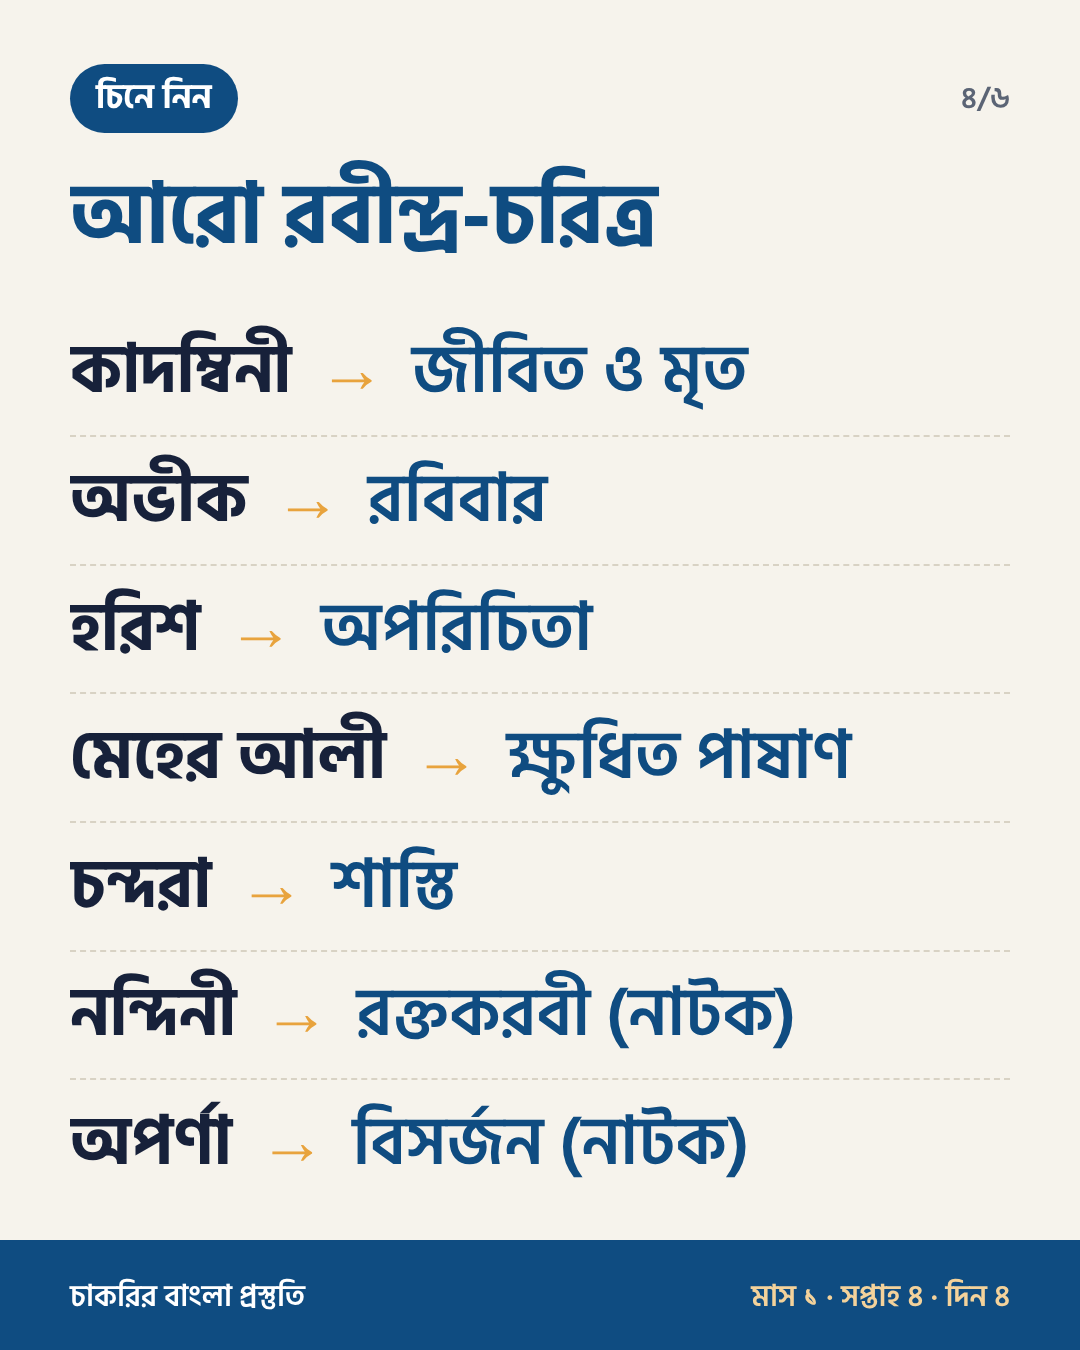 চিনে নিন
৪/৬
আরো রবীন্দ্র-চরিত্র
কাদম্বিনী → জীবিত ও মৃত
অভীক → রবিবার
হরিশ → অপরিচিতা
মেহের আলী → ক্ষুধিত পাষাণ
চন্দরা → শাস্তি
নন্দিনী → রক্তকরবী (নাটক)
অপর্ণা → বিসর্জন (নাটক)
চাকরির বাংলা প্রস্তুতি
মাস ১ · সপ্তাহ ৪ · দিন ৪